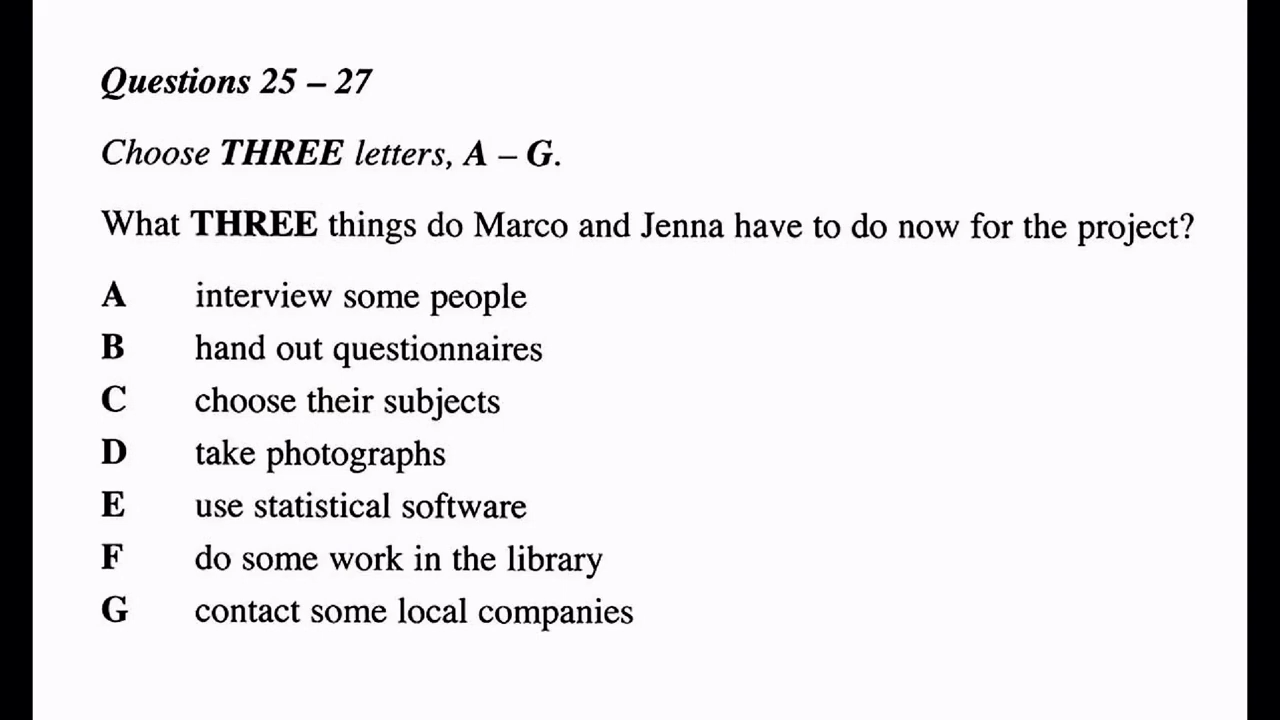 Questions 25 – 27
Choose THREE letters, A – G.
What THREE things do Marco and Jenna have to do now for the project?
A interview some people
B hand out questionnaires
C choose their subjects
D take photographs
E use statistical software
F do some work in the library
G contact some local companies